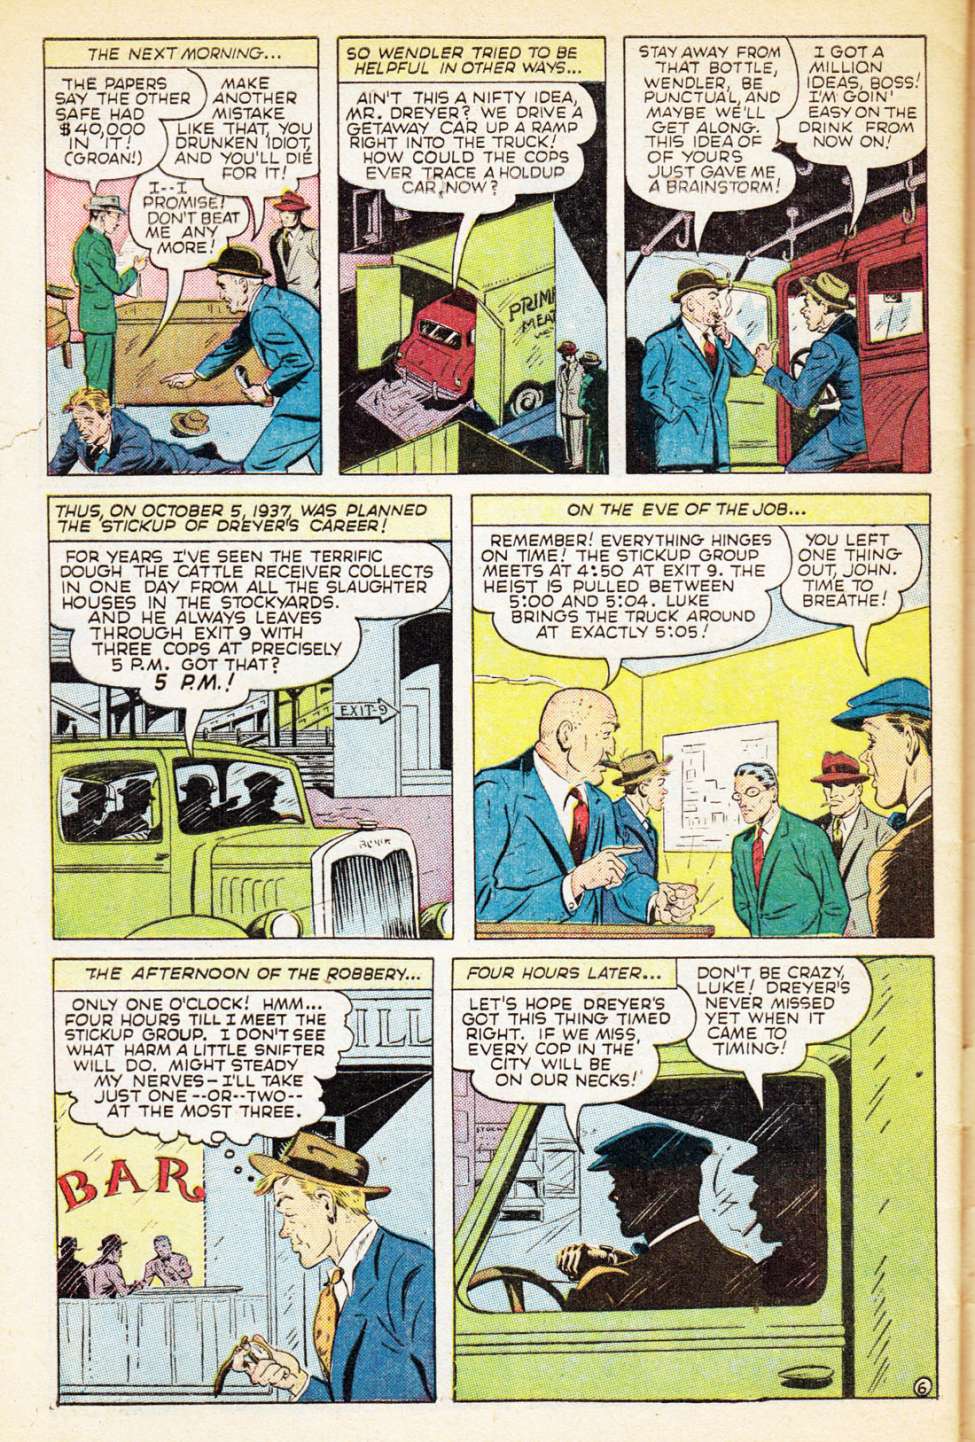 THE NEXT MORNING...
THE PAPERS
SAY THE OTHER
SAFE HAD
$40,000
IN IT!
(GROAN!)
MAKE
ANOTHER
MISTAKE
LIKE THAT, YOU
DRUNKEN IDIOT,
AND YOU'LL DIE
FOR IT!
I--I
PROMISE!
DON'T BEAT
ME ANY
MORE!
SO WENDLER TRIED TO BE
HELPFUL IN OTHER WAYS...
AIN'T THIS A NIFTY IDEA,
MR. DREYER? WE DRIVE A
GETAWAY CAR UP A RAMP
RIGHT INTO THE TRUCK!
HOW COULD THE COPS
EVER TRACE A HOLDUP
CAR NOW?
PRIM
MEAT
STAY AWAY FROM
THAT BOTTLE,
WENDLER, BE
PUNCTUAL, AND
MAYBE WE'LL
GET ALONG.
THIS IDEA OF
OF YOURS
JUST GAVE ME
A BRAINSTORM!
I GOT A
MILLION
IDEAS, BOSS!
I'M GOIN'
EASY ON THE
DRINK FROM
NOW ON!
THUS, ON OCTOBER 5, 1937, WAS PLANNED
THE STICKUP OF DREYER'S CAREER!
FOR YEARS I'VE SEEN THE TERRIFIC
DOUGH THE CATTLE RECEIVER COLLECTS
IN ONE DAY FROM ALL THE SLAUGHTER
HOUSES IN THE STOCKYARDS.
AND HE ALWAYS LEAVES
THROUGH EXIT 9 WITH
THREE COPS AT PRECISELY
5 P.M. GOT THAT?
5 P.M.!
EXIT-9
ON THE EVE OF THE JOB...
REMEMBER! EVERYTHING HINGES
ON TIME! THE STICKUP GROUP
MEETS AT 4:50 AT EXIT 9. THE
HEIST IS PULLED BETWEEN
5:00 AND 5:04. LUKE
BRINGS THE TRUCK AROUND
AT EXACTLY 5:05!
YOU LEFT
ONE THING
OUT, JOHN.
TIME TO
BREATHE!
THE AFTERNOON OF THE ROBBERY...
ONLY ONE O'CLOCK! HMM...
FOUR HOURS TILL I MEET THE
STICKUP GROUP. I DON'T SEE
WHAT HARM A LITTLE SNIFTER
WILL DO. MIGHT STEADY
MY NERVES-I'LL TAKE
JUST ONE--OR--TWO--
AT THE MOST THREE.
ILL
BAR
FOUR HOURS LATER...
LET'S HOPE DREYER'S
GOT THIS THING TIMED
RIGHT. IF WE MISS,
EVERY COP IN THE
CITY WILL BE
ON OUR NECKS!
DON'T BE CRAZY,
LUKE! DREYER'S
NEVER MISSED
YET WHEN IT
CAME TO
TIMING!
STOCK
6